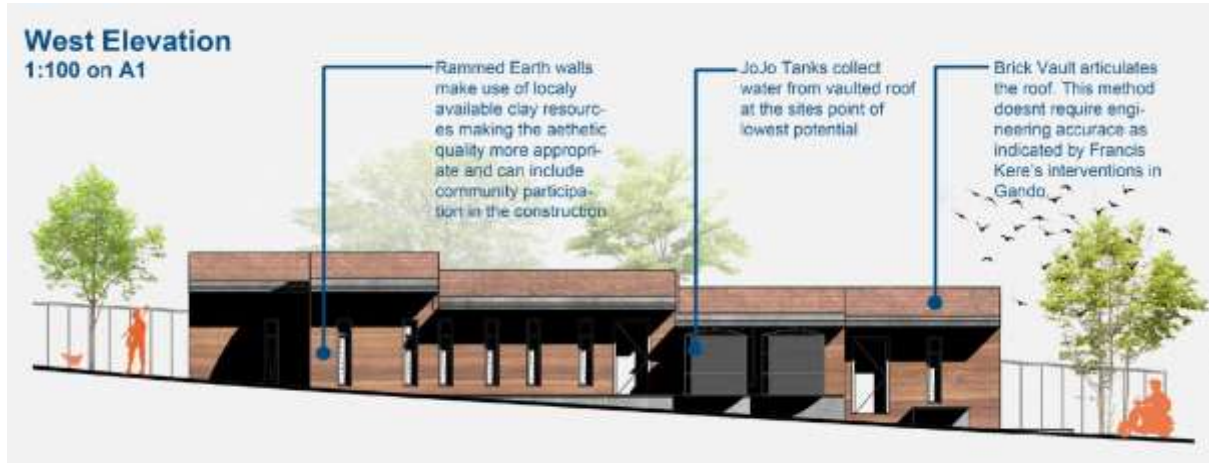 West Elevation
1:100 on A1
Rammed Earth walls
make use of localy
available clay resourc-
es making the aethetic
quality more appropri-
ate and can include
community participa-
tion in the construction
JoJo Tanks collect
water from vaulted roof
at the sites point of
lowest potential
Brick Vault articulates
the roof. This method
doesnt require engi-
neering accurace as
indicated by Francis
Kere's interventions in
Gando.